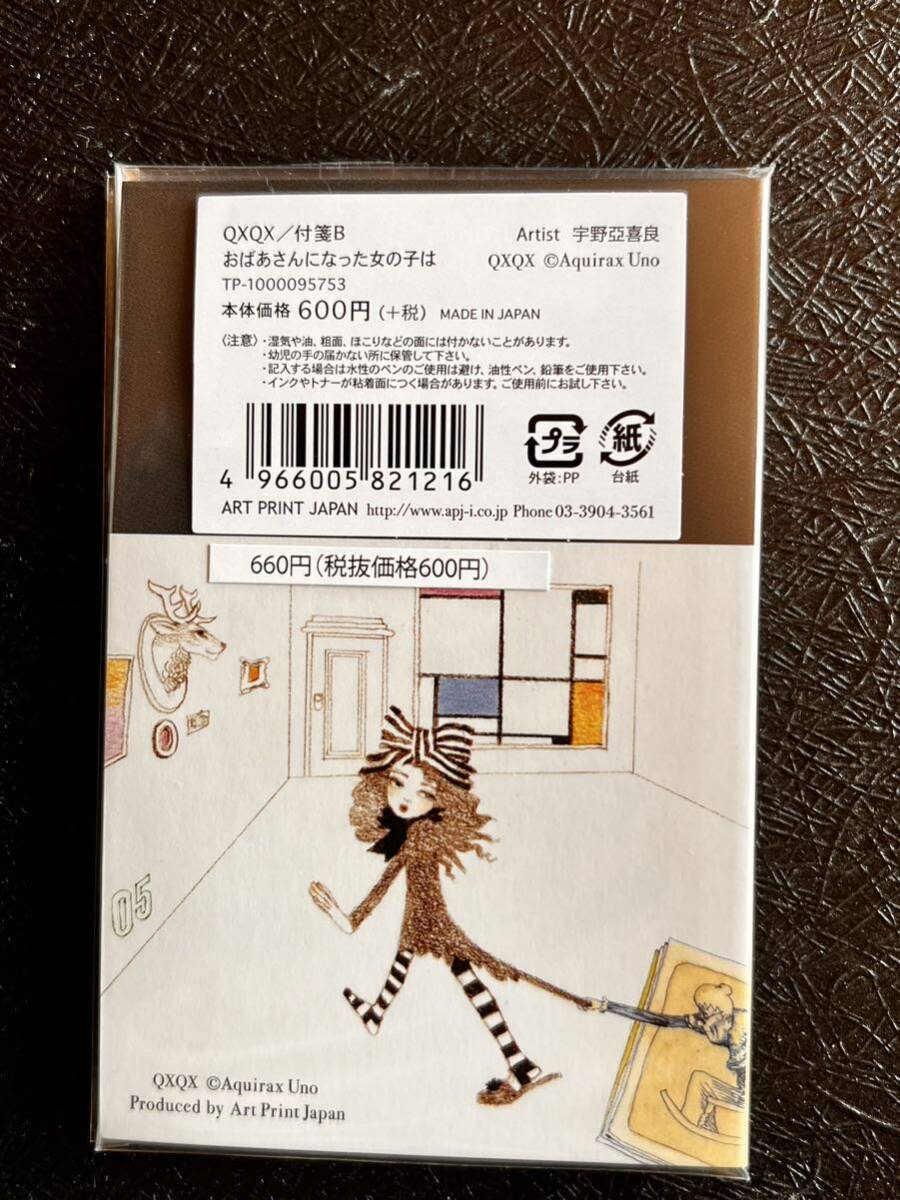 QXQX／付箋B
Artist 宇野亞喜良
おばあさんになった女の子は
QXQX ©Aquirax Uno
TP-1000095753
本体価格 600円（＋税） MADE IN JAPAN
〈注意〉・湿気や油、粗面、ほこりなどの面には付かないことがあります。
・幼児の手の届かない所に保管して下さい。
・記入する場合は水性のペンのご使用は避け、油性ペン、鉛筆をご使用下さい。
・インクやトナーが粘着面につく場合があります。ご使用前にお試し下さい。
4 966005 821216
プラ
外袋：PP
紙
台紙
ART PRINT JAPAN http://www.apj-i.co.jp Phone 03-3904-3561
660円（税抜価格600円）
05
QXQX ©Aquirax Uno
Produced by Art Print Japan